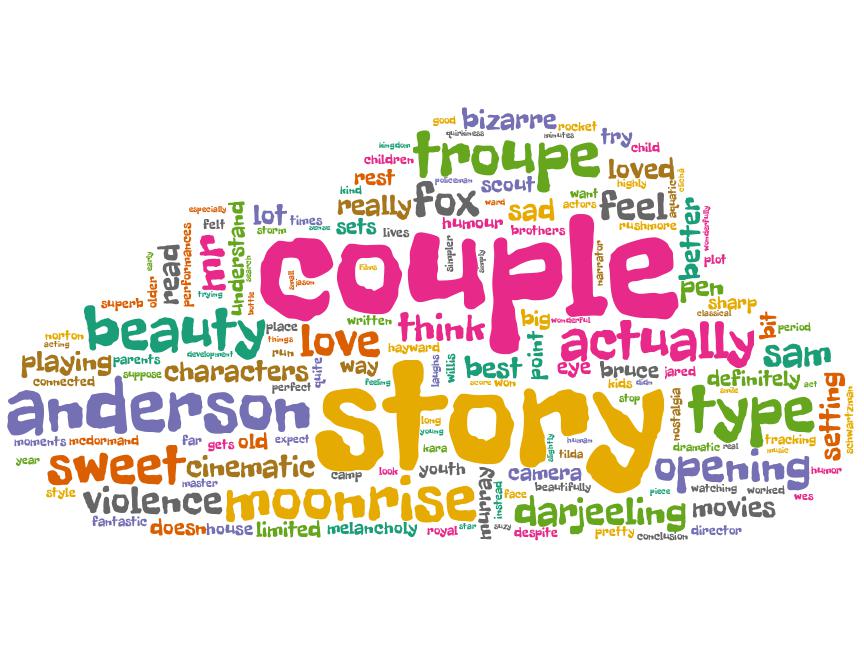 good bizarre rocket
quirkiness minutes
kingdom troupe try child
children loved
rest policeman scout highly
kind want aquatic cliché
really fox ward sad actors feel
especially lot times sets humour brothers rushmore
felt storm sense lives better wonderfully
understand mr performances read older early
couple simpler simply narrator plot
search bottle small jason films
trying superb pen sharp
classical
beauty place written think big wonderful actually bit period
norton acting things love hayward point sam
playing parents development run laughs willis eye
connected suppose characters quite way best bruce jared definitely act
perfect feeling score won kids didn smile
anderson story stop nostalgia type setting schwartzman
long young
moments mcdormand far gets old expect kara slightly human dramatic real tracking music
year sweet cinematic camp look youth tilda opening humor
style master camera beautifully piece watching worked wes
violence moonrise murray instead face darjeeling movies
fantastic doesn house limited melancholy royal star suzy despite pretty conclusion director